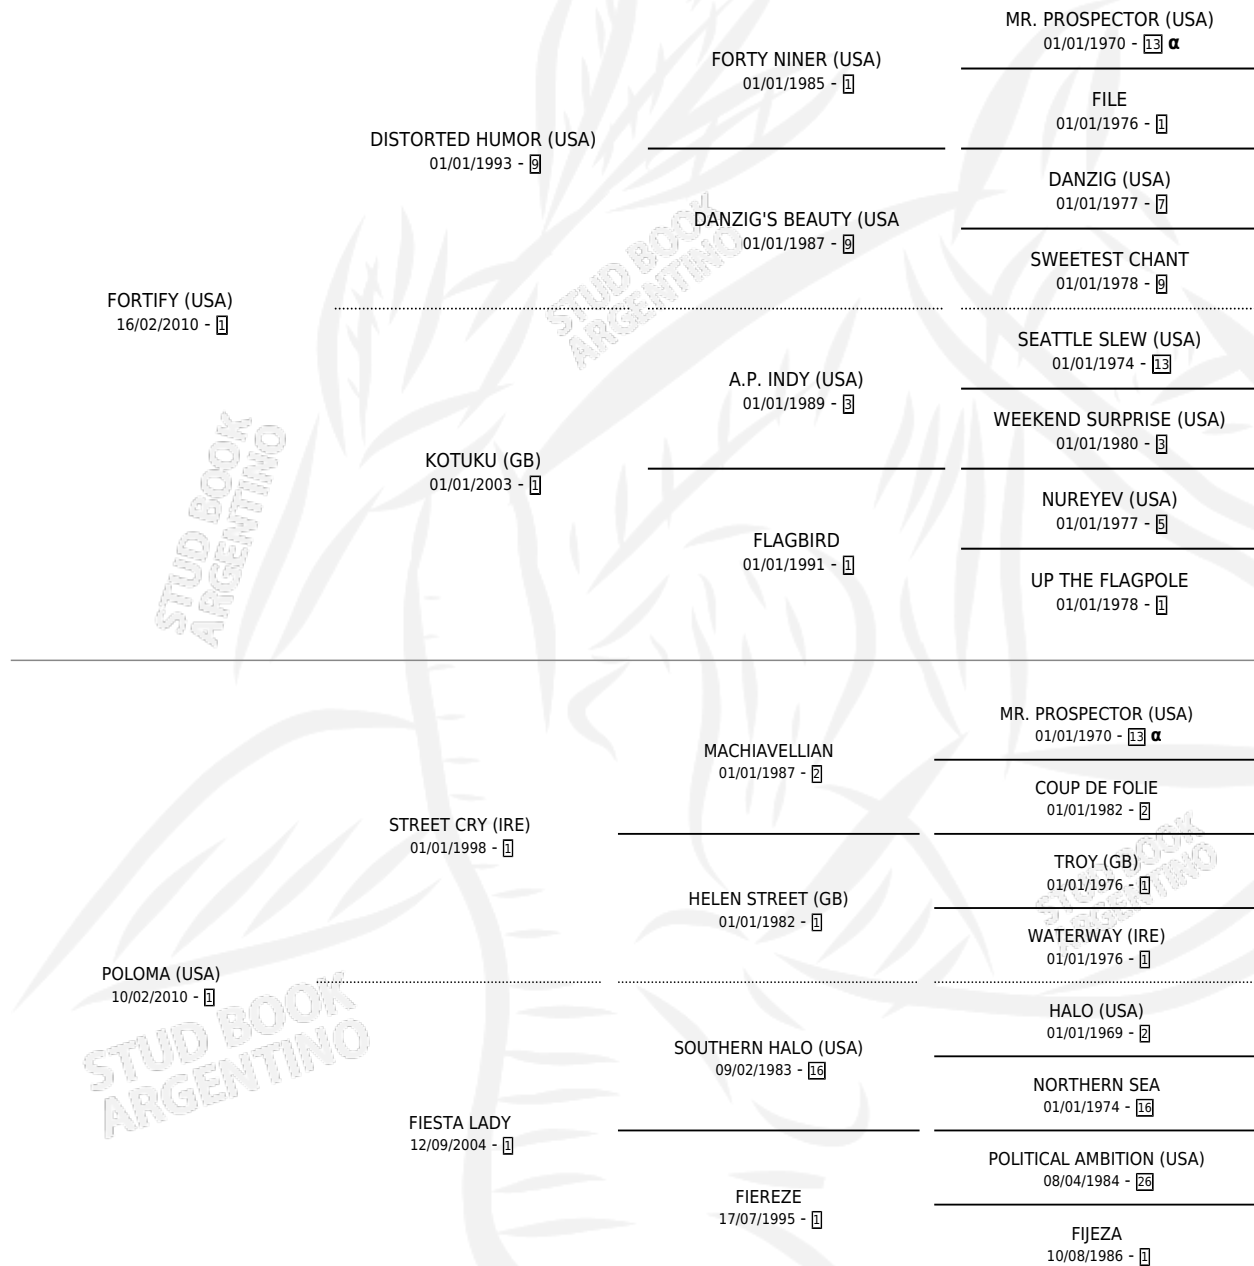 MR. PROSPECTOR (USA)
01/01/1970 - 13 α
FORTY NINER (USA)
01/01/1985 - 1
FILE
01/01/1976 - 1
DISTORTED HUMOR (USA)
01/01/1993 - 9
DANZIG (USA)
01/01/1977 - 7
DANZIG'S BEAUTY (USA
01/01/1987 - 9
SWEETEST CHANT
01/01/1978 - 9
FORTIFY (USA)
16/02/2010 - 1
STUD BOOK
ARGENTINO
SEATTLE SLEW (USA)
01/01/1974 - 13
A.P. INDY (USA)
01/01/1989 - 3
WEEKEND SURPRISE (USA)
01/01/1980 - 3
KOTUKU (GB)
01/01/2003 - 1
STUD BOOK
ARGENTINO
NUREYEV (USA)
01/01/1977 - 5
FLAGBIRD
01/01/1991 - 1
UP THE FLAGPOLE
01/01/1978 - 1
MR. PROSPECTOR (USA)
01/01/1970 - 13 α
MACHIAVELLIAN
01/01/1987 - 2
COUP DE FOLIE
01/01/1982 - 2
STREET CRY (IRE)
01/01/1998 - 1
TROY (GB)
01/01/1976 - 1
STUD BOOK
ARGENTINO
HELEN STREET (GB)
01/01/1982 - 1
WATERWAY (IRE)
01/01/1976 - 1
POLOMA (USA)
10/02/2010 - 1
STUD BOOK
ARGENTINO
HALO (USA)
01/01/1969 - 2
SOUTHERN HALO (USA)
09/02/1983 - 16
NORTHERN SEA
01/01/1974 - 16
FIESTA LADY
12/09/2004 - 1
POLITICAL AMBITION (USA)
08/04/1984 - 26
FIEREZE
17/07/1995 - 1
FIJEZA
10/08/1986 - 1